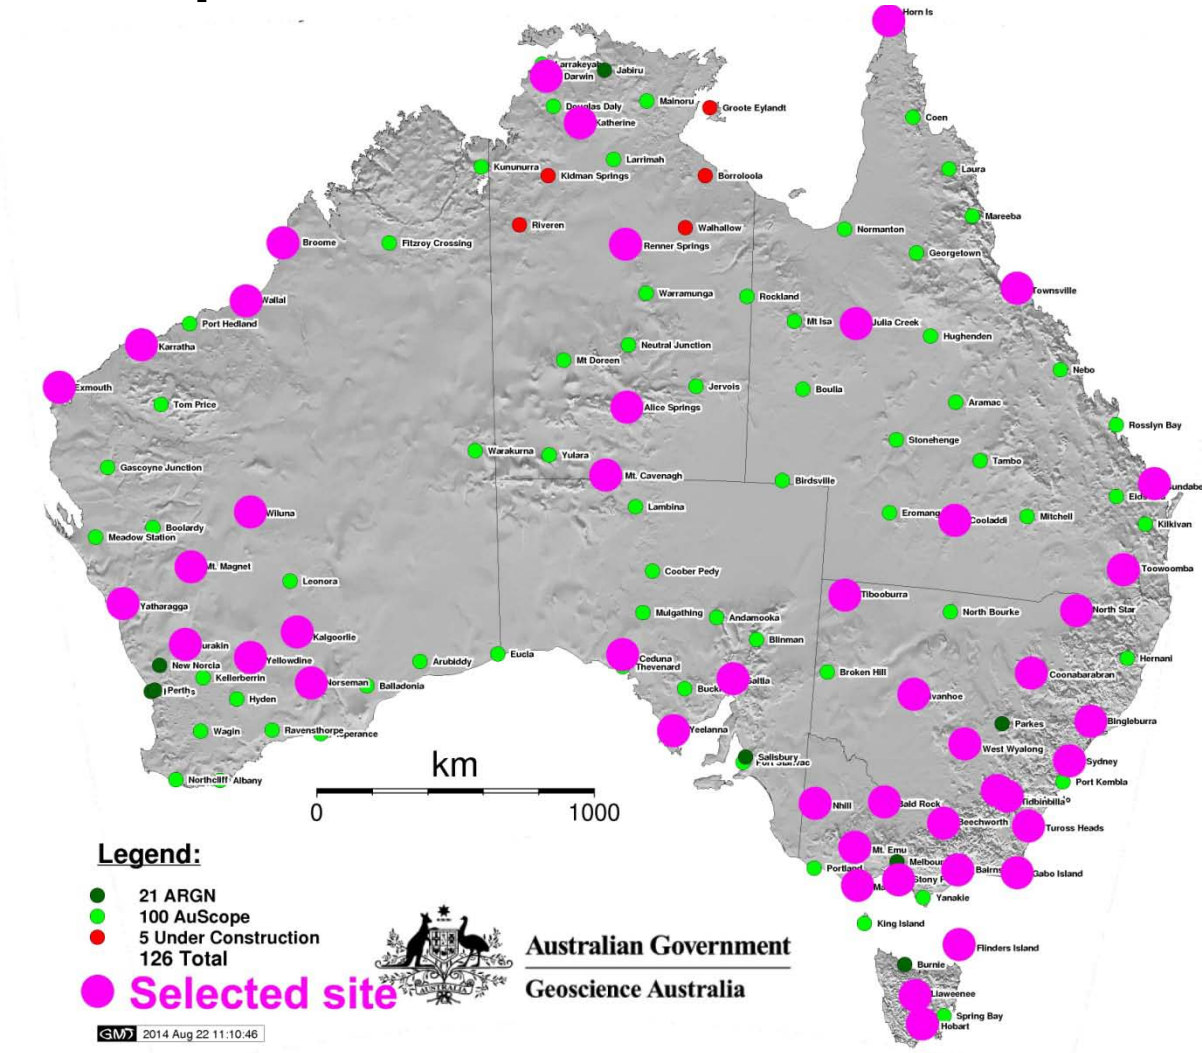 Horn Is
Darwin
Jabiru
Douglas Daly
Mainoru
Groote Eylandt
Katherine
Coen
Larrimah
Kununurra
Kidman Springs
Borroloola
Laura
Mareeba
Riveren
Walhallow
Normanton
Broome
Fitzroy Crossing
Renner Springs
Georgetown
Townsville
Wallal
Warramunga
Rockland
Port Hedland
Mt Isa
Julia Creek
Hughenden
Karratha
Neutral Junction
Mt Doreen
Nebo
Exmouth
Jervois
Boulia
Tom Price
Alice Springs
Aramac
Rosslyn Bay
Stonehenge
Warakurna
Yulara
Tambo
Gascoyne Junction
Mt. Cavenagh
Birdsville
Lambina
Wiluna
Cooladdi
Mitchell
Kilkivan
Boolardy
Meadow Station
Mt. Magnet
Coober Pedy
Toowoomba
Leonora
Tibooburra
Yatharagga
Mulgathing
Andamooka
North Bourke
North Star
Kalgoorlie
Blinman
Eucla
Hernani
Yellowdine
Arubiddy
Ceduna
New Norcia
Thevenard
Broken Hill
Coonabarabran
Kellerberrin
Norseman
Balladonia
Perth
Hyden
Ivanhoe
Bingleburra
Parkes
Wagin
Ravensthorpe
Yeelanna
West Wyalong
Salisbury
Sydney
Northcliff
Albany
Port Kembla
km
0
1000
Nhill
Bald Rock
Tidbinbilla
Beechworth
Tuross Heads
Mt. Emu
Portland
Gabo Island
Yanakie
King Island
Flinders Island
Burnie
Liaweenee
Spring Bay
Hobart
Legend:
21 ARGN
100 AuScope
5 Under Construction
126 Total
Selected site
AUSTRALIA
Australian Government
Geoscience Australia
GMT 2014 Aug 22 11:10:46